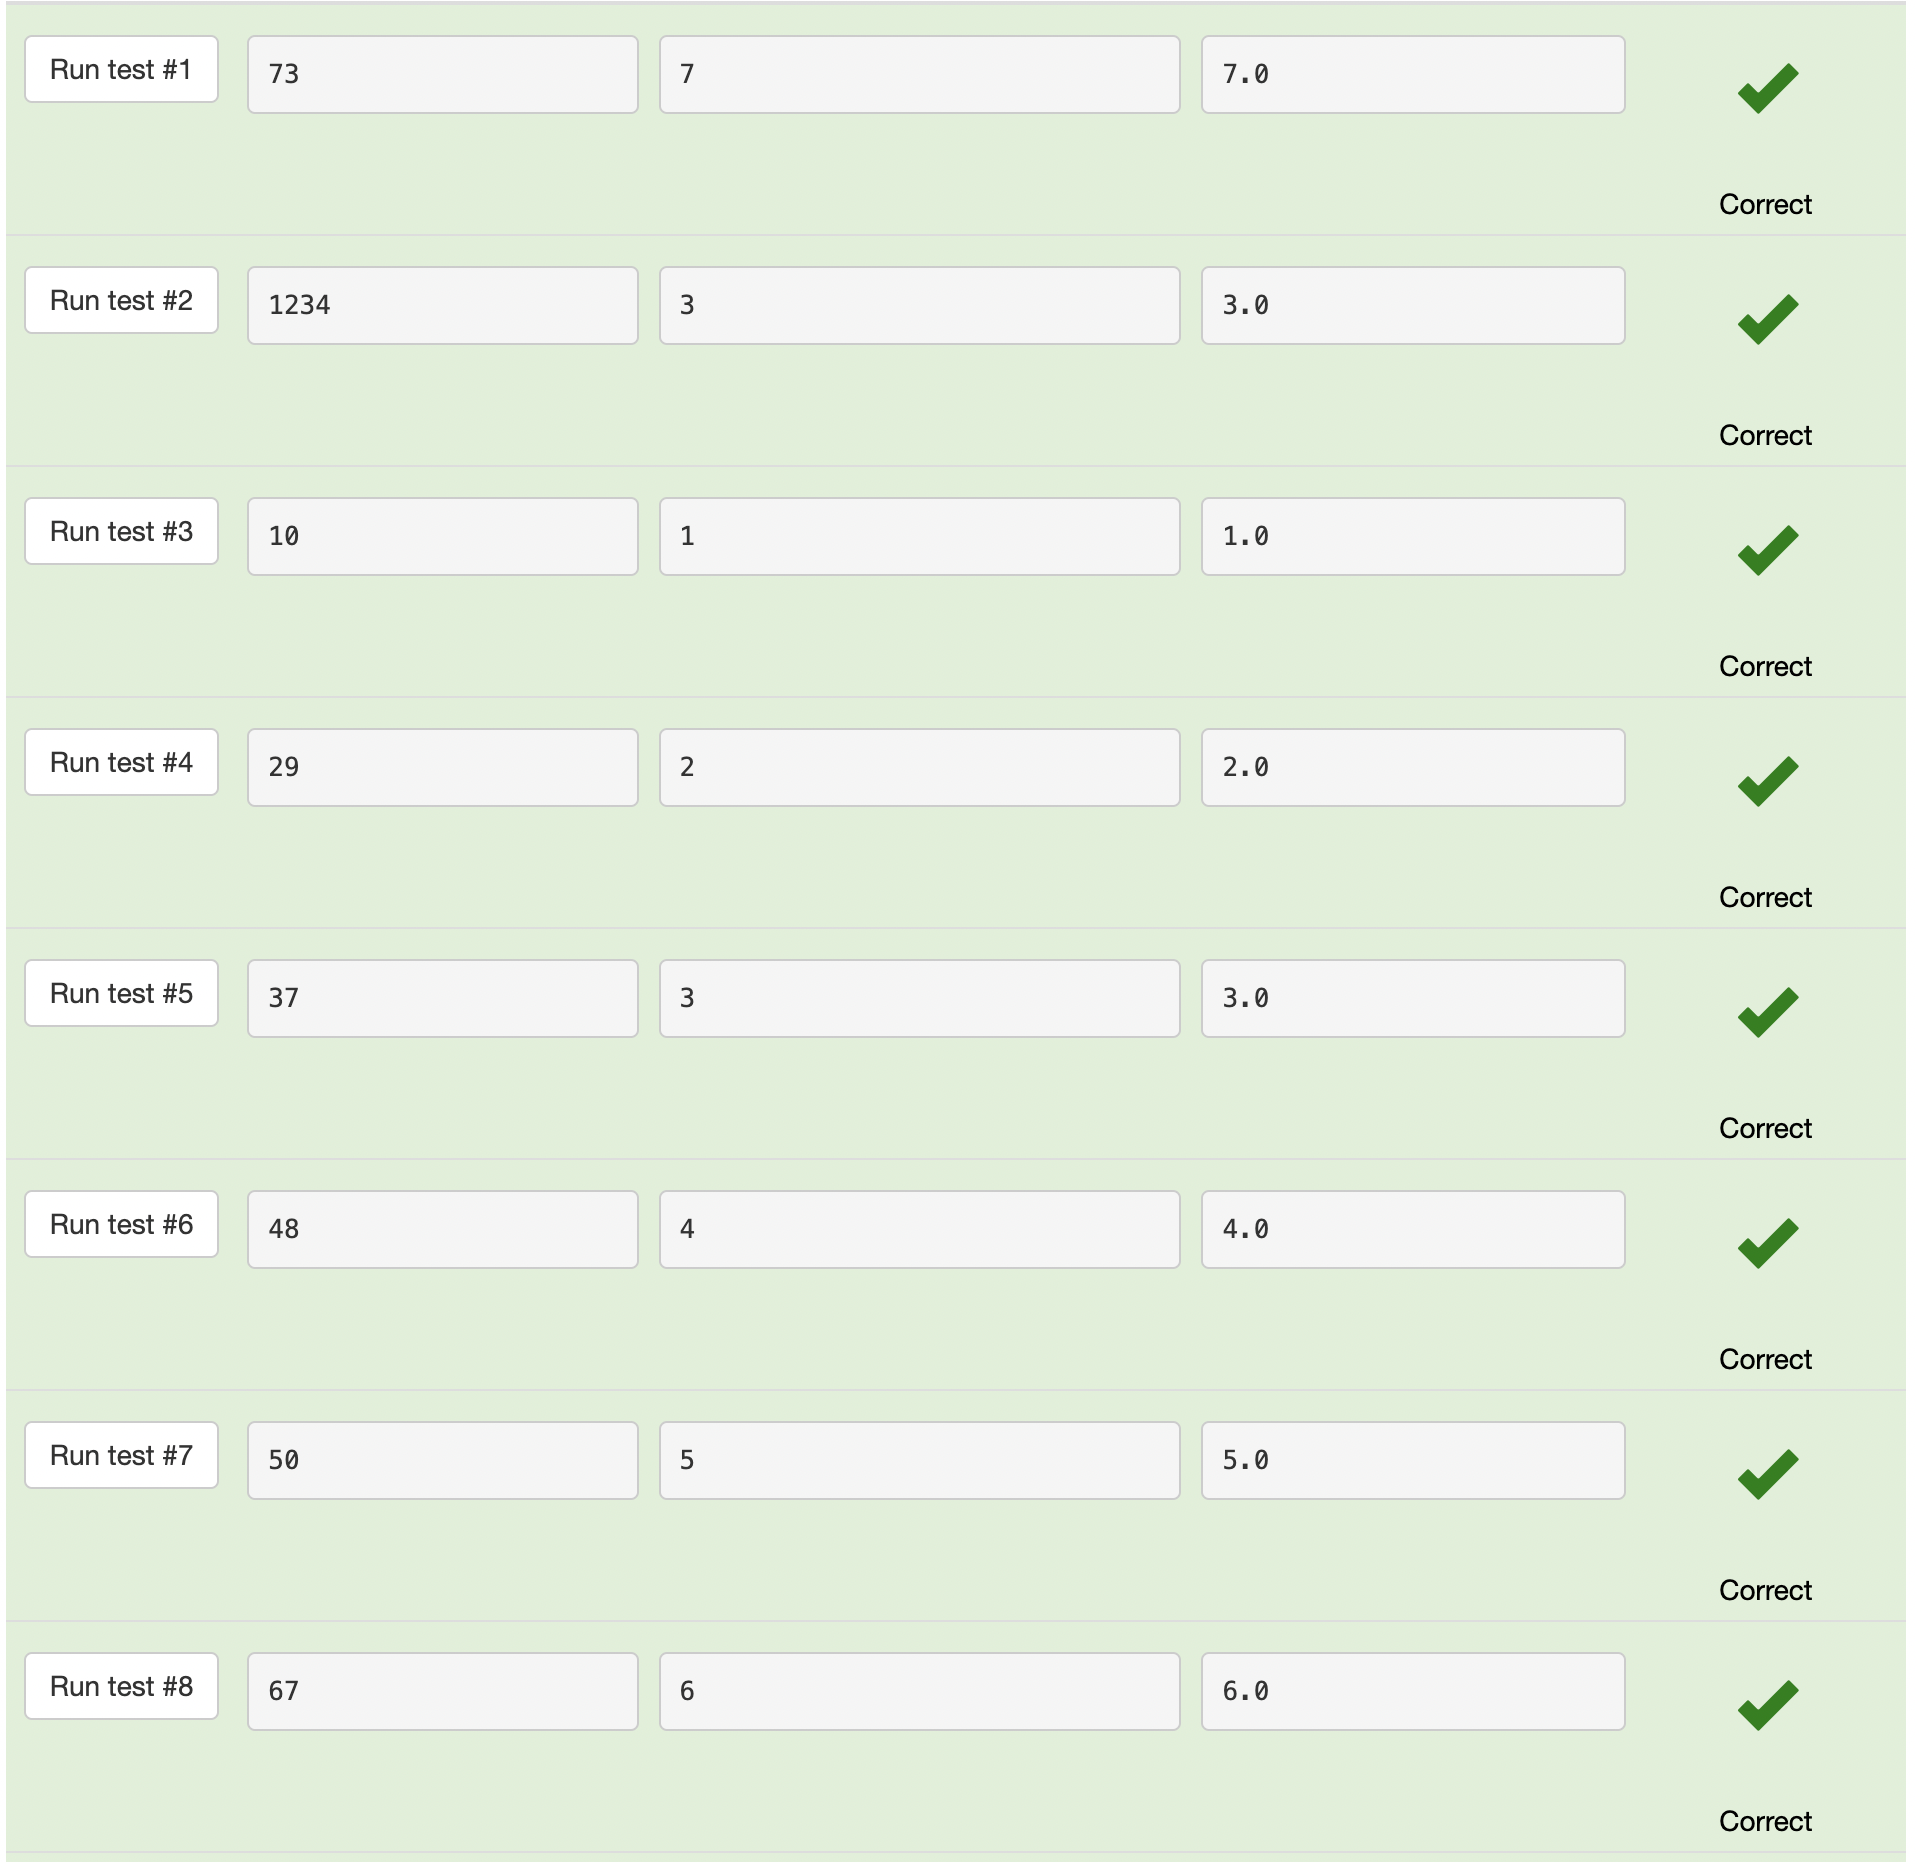 Run test #1 73 7 7.0
Correct
Run test #2 1234 3 3.0
Correct
Run test #3 10 1 1.0
Correct
Run test #4 29 2 2.0
Correct
Run test #5 37 3 3.0
Correct
Run test #6 48 4 4.0
Correct
Run test #7 50 5 5.0
Correct
Run test #8 67 6 6.0
Correct